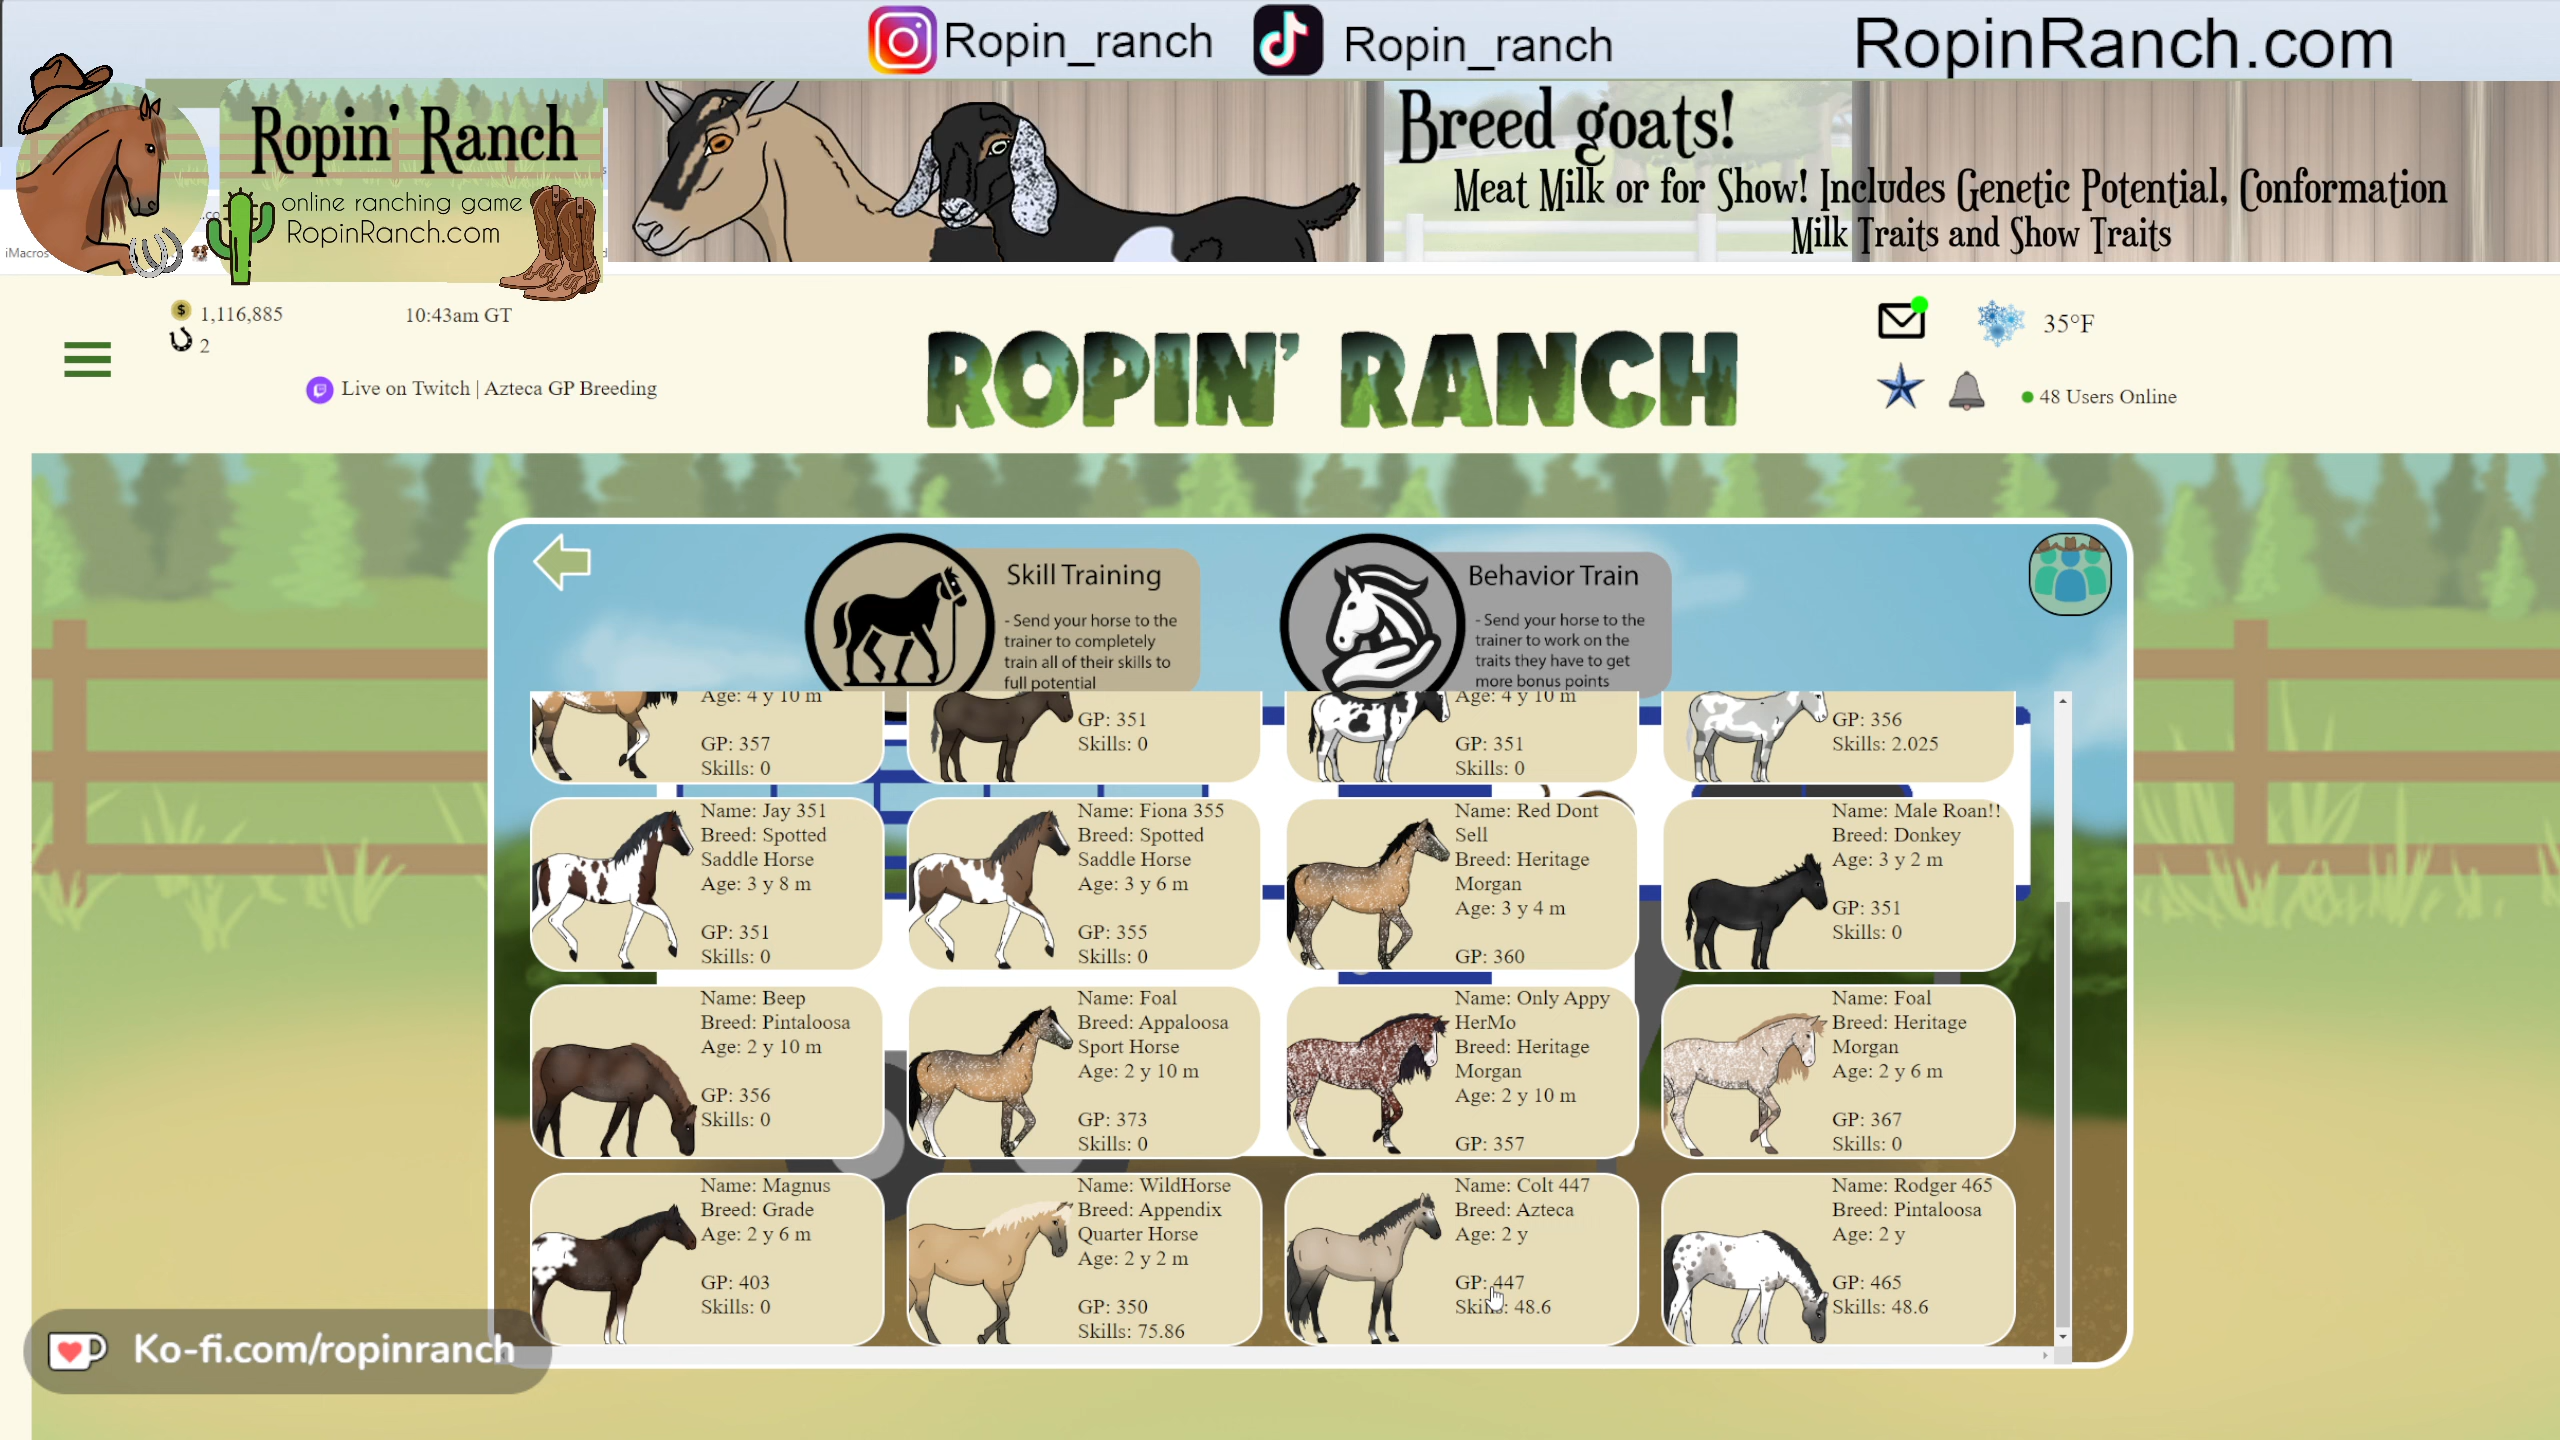 Ropin_ranch
Ropin_ranch
RopinRanch.com
Ropin' Ranch
online ranching game
RopinRanch.com
iMacros
Breed goats!
Meat Milk or for Show! Includes Genetic Potential, Conformation
Milk Traits and Show Traits
1,116,885
2
10:43am GT
Live on Twitch | Azteca GP Breeding
ROPIN' RANCH
35°F
48 Users Online
Skill Training
- Send your horse to the
trainer to completely
train all of their skills to
full potential
Behavior Train
- Send your horse to the
trainer to work on the
traits they have to get
more bonus points
Age: 4 y 10 m
GP: 357
Skills: 0
GP: 351
Skills: 0
Age: 4 y 10 m
GP: 351
Skills: 0
GP: 356
Skills: 2.025
Name: Jay 351
Breed: Spotted
Saddle Horse
Age: 3 y 8 m
GP: 351
Skills: 0
Name: Fiona 355
Breed: Spotted
Saddle Horse
Age: 3 y 6 m
GP: 355
Skills: 0
Name: Red Dont
Sell
Breed: Heritage
Morgan
Age: 3 y 4 m
GP: 360
Name: Male Roan!!
Breed: Donkey
Age: 3 y 2 m
GP: 351
Skills: 0
Name: Beep
Breed: Pintaloosa
Age: 2 y 10 m
GP: 356
Skills: 0
Name: Foal
Breed: Appaloosa
Sport Horse
Age: 2 y 10 m
GP: 373
Skills: 0
Name: Only Appy
HerMo
Breed: Heritage
Morgan
Age: 2 y 10 m
GP: 357
Name: Foal
Breed: Heritage
Morgan
Age: 2 y 6 m
GP: 367
Skills: 0
Name: Magnus
Breed: Grade
Age: 2 y 6 m
GP: 403
Skills: 0
Name: WildHorse
Breed: Appendix
Quarter Horse
Age: 2 y 2 m
GP: 350
Skills: 75.86
Name: Colt 447
Breed: Azteca
Age: 2 y
GP: 447
Skills: 48.6
Name: Rodger 465
Breed: Pintaloosa
Age: 2 y
GP: 465
Skills: 48.6
Ko-fi.com/ropinranch